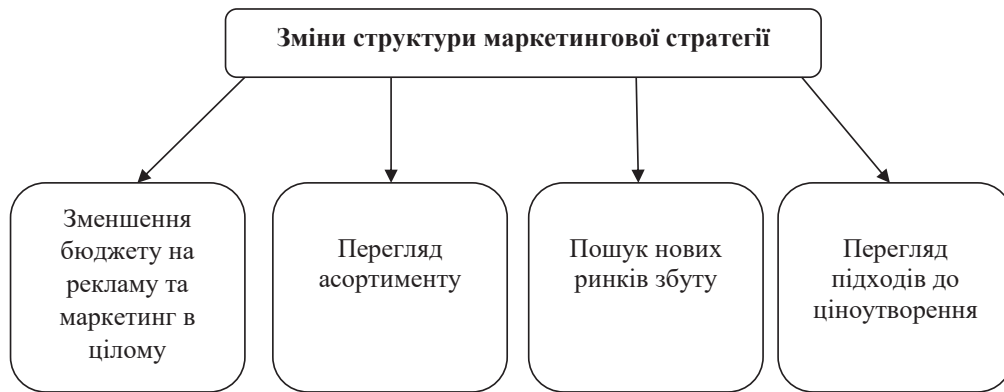 Зміни структури маркетингової стратегії
Зменшення
бюджету на
рекламу та
маркетинг в
цілому
Перегляд
асортименту
Пошук нових
ринків збуту
Перегляд
підходів до
ціноутворення